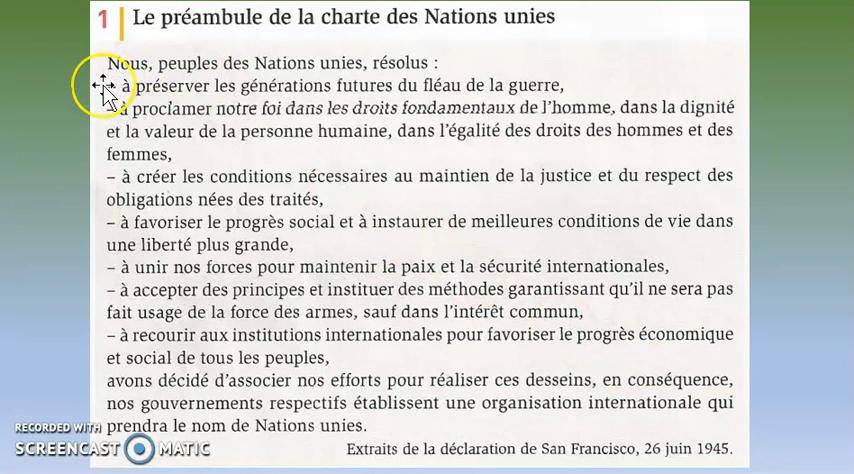 1 Le préambule de la charte des Nations unies
Nous, peuples des Nations unies, résolus :
à préserver les générations futures du fléau de la guerre,
– à proclamer notre foi dans les droits fondamentaux de l'homme, dans la dignité
et la valeur de la personne humaine, dans l'égalité des droits des hommes et des
femmes,
– à créer les conditions nécessaires au maintien de la justice et du respect des
obligations nées des traités,
– à favoriser le progrès social et à instaurer de meilleures conditions de vie dans
une liberté plus grande,
– à unir nos forces pour maintenir la paix et la sécurité internationales,
– à accepter des principes et instituer des méthodes garantissant qu'il ne sera pas
fait usage de la force des armes, sauf dans l'intérêt commun,
– à recourir aux institutions internationales pour favoriser le progrès économique
et social de tous les peuples,
avons décidé d'associer nos efforts pour réaliser ces desseins, en conséquence,
nos gouvernements respectifs établissent une organisation internationale qui
prendra le nom de Nations unies.
Extraits de la déclaration de San Francisco, 26 juin 1945.
RECORDED WITH
SCREENCAST MATIC